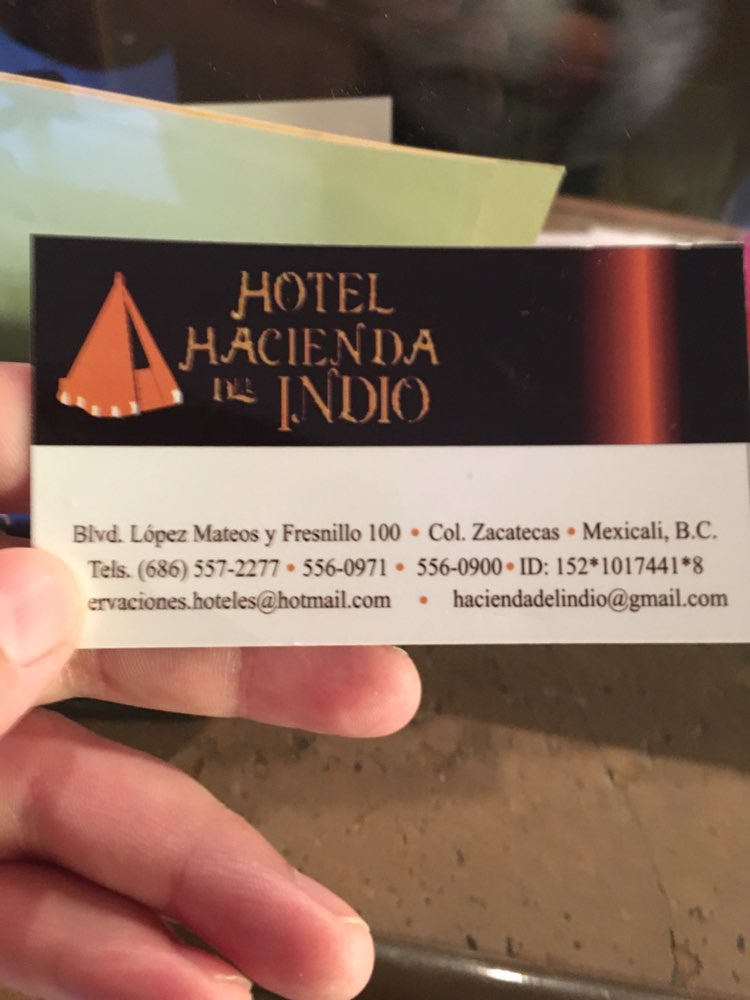 HOTEL
HACIENDA
DEL INDIO
Blvd. López Mateos y Fresnillo 100 • Col. Zacatecas • Mexicali, B.C.
Tels. (686) 557-2277 • 556-0971 • 556-0900 • ID: 152*1017441*8
ervaciones.hoteles@hotmail.com • haciendadelindio@gmail.com